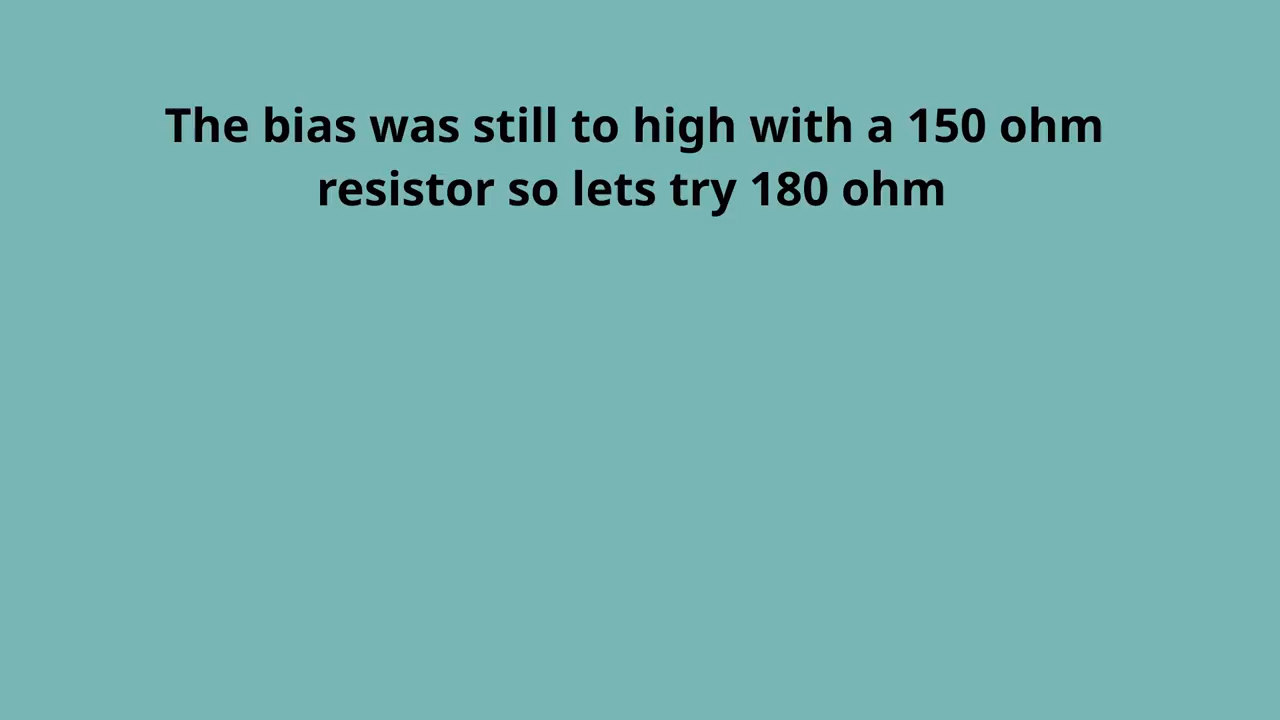 The bias was still to high with a 150 ohm
resistor so lets try 180 ohm